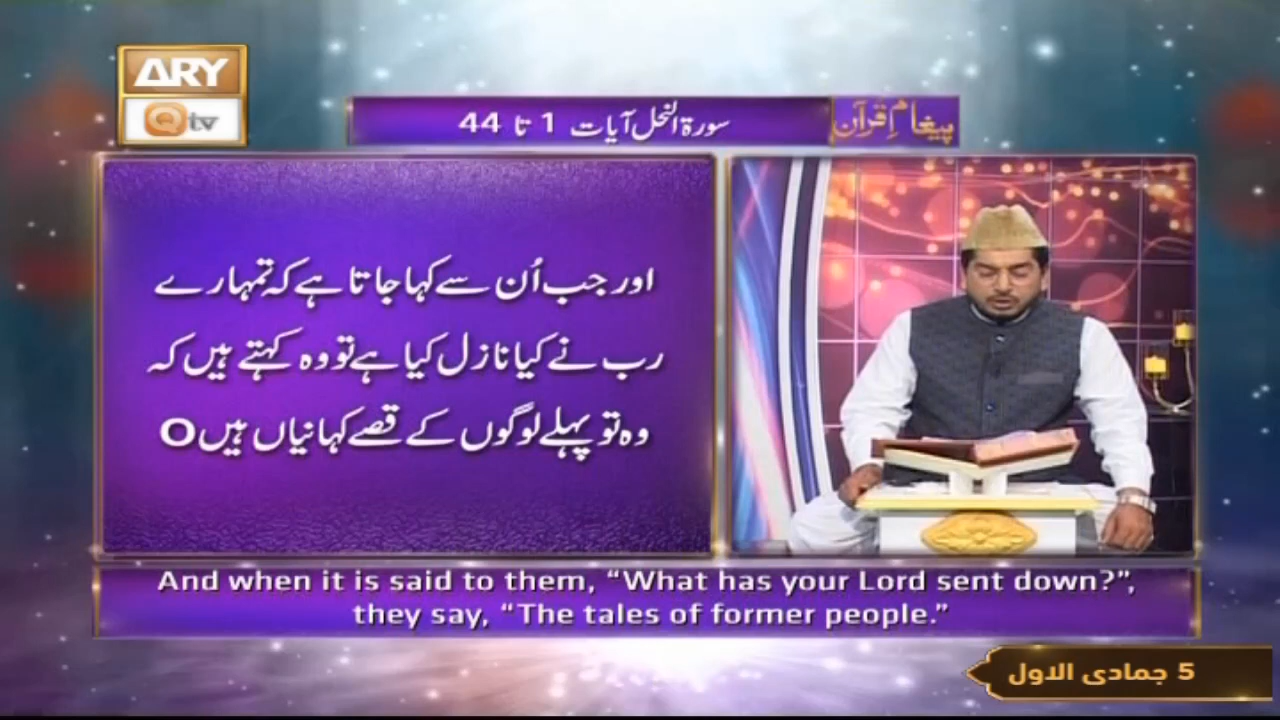 ARY
Qtv
پیغامِ قرآن
سورۃ النحل آیات 1 تا 44
اور جب اُن سے کہا جاتا ہے کہ تمہارے
رب نے کیا نازل کیا ہے تو وہ کہتے ہیں کہ
وہ تو پہلے لوگوں کے قصے کہانیاں ہیں O
And when it is said to them, “What has your Lord sent down?”,
they say, “The tales of former people.”
5 جمادی الاول